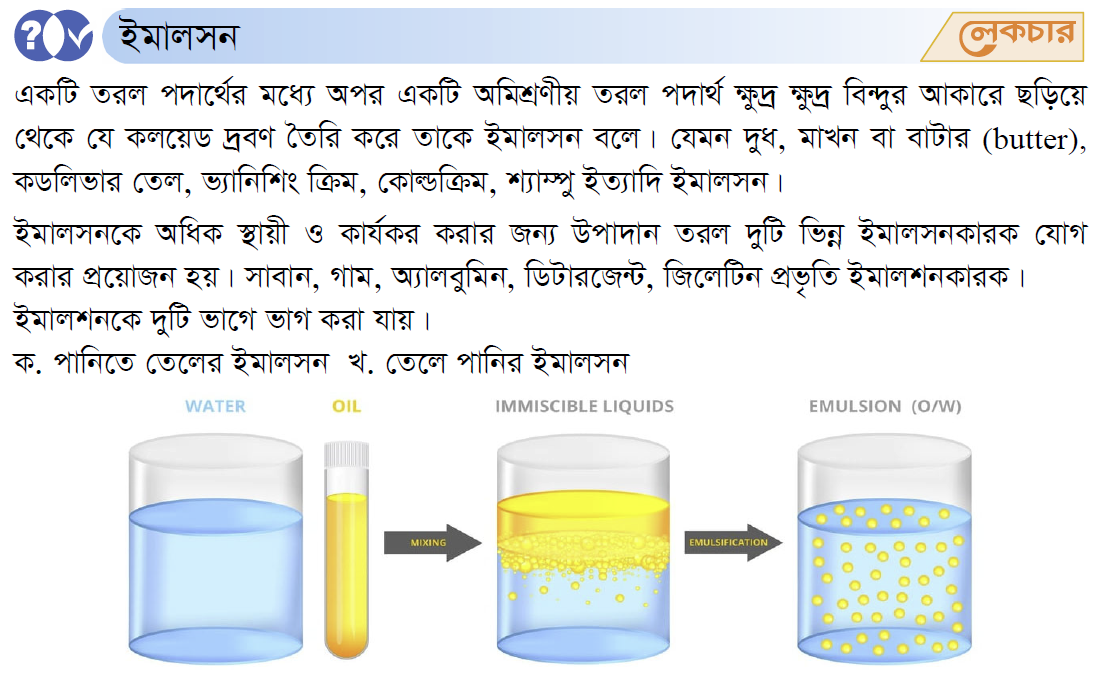 ইমালসন
লেকচার
একটি তরল পদার্থের মধ্যে অপর একটি অমিশ্রণীয় তরল পদার্থ ক্ষুদ্র ক্ষুদ্র বিন্দুর আকারে ছড়িয়ে
থেকে যে কলয়েড দ্রবণ তৈরি করে তাকে ইমালসন বলে। যেমন দুধ, মাখন বা বাটার (butter),
কডলিভার তেল, ভ্যানিশিং ক্রিম, কোল্ডক্রিম, শ্যাম্পু ইত্যাদি ইমালসন।
ইমালসনকে অধিক স্থায়ী ও কার্যকর করার জন্য উপাদান তরল দুটি ভিন্ন ইমালসনকারক যোগ
করার প্রয়োজন হয়। সাবান, গাম, অ্যালবুমিন, ডিটারজেন্ট, জিলেটিন প্রভৃতি ইমালশনকারক।
ইমালশনকে দুটি ভাগে ভাগ করা যায়।
ক. পানিতে তেলের ইমালসন খ. তেলে পানির ইমালসন
WATER OIL IMMISCIBLE LIQUIDS EMULSION (O/W)
MIXING EMULSIFICATION